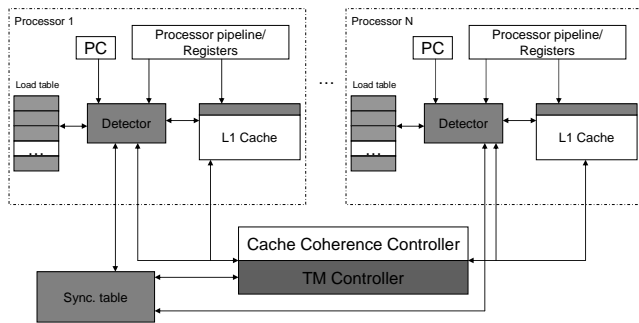 Processor 1
PC
Processor pipeline/
Registers
Load table
Detector
L1 Cache
...
...
Processor N
PC
Processor pipeline/
Registers
Load table
Detector
L1 Cache
...
Cache Coherence Controller
TM Controller
Sync. table